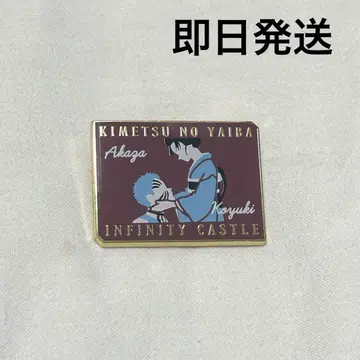 即日発送
KIMETSU NO YAIBA
Akaza
Koyuki
INFINITY CASTLE